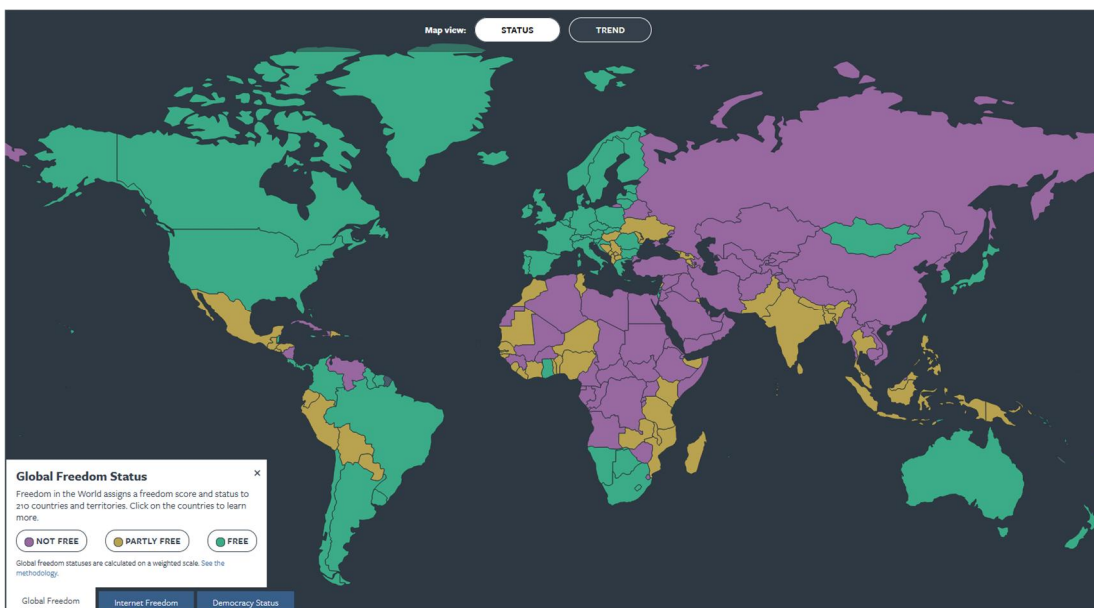 Map view: STATUS TREND
Global Freedom Status ×
Freedom in the World assigns a freedom score and status to
210 countries and territories. Click on the countries to learn
more.
NOT FREE PARTLY FREE FREE
Global freedom statuses are calculated on a weighted scale. See the
methodology.
Global Freedom Internet Freedom Democracy Status